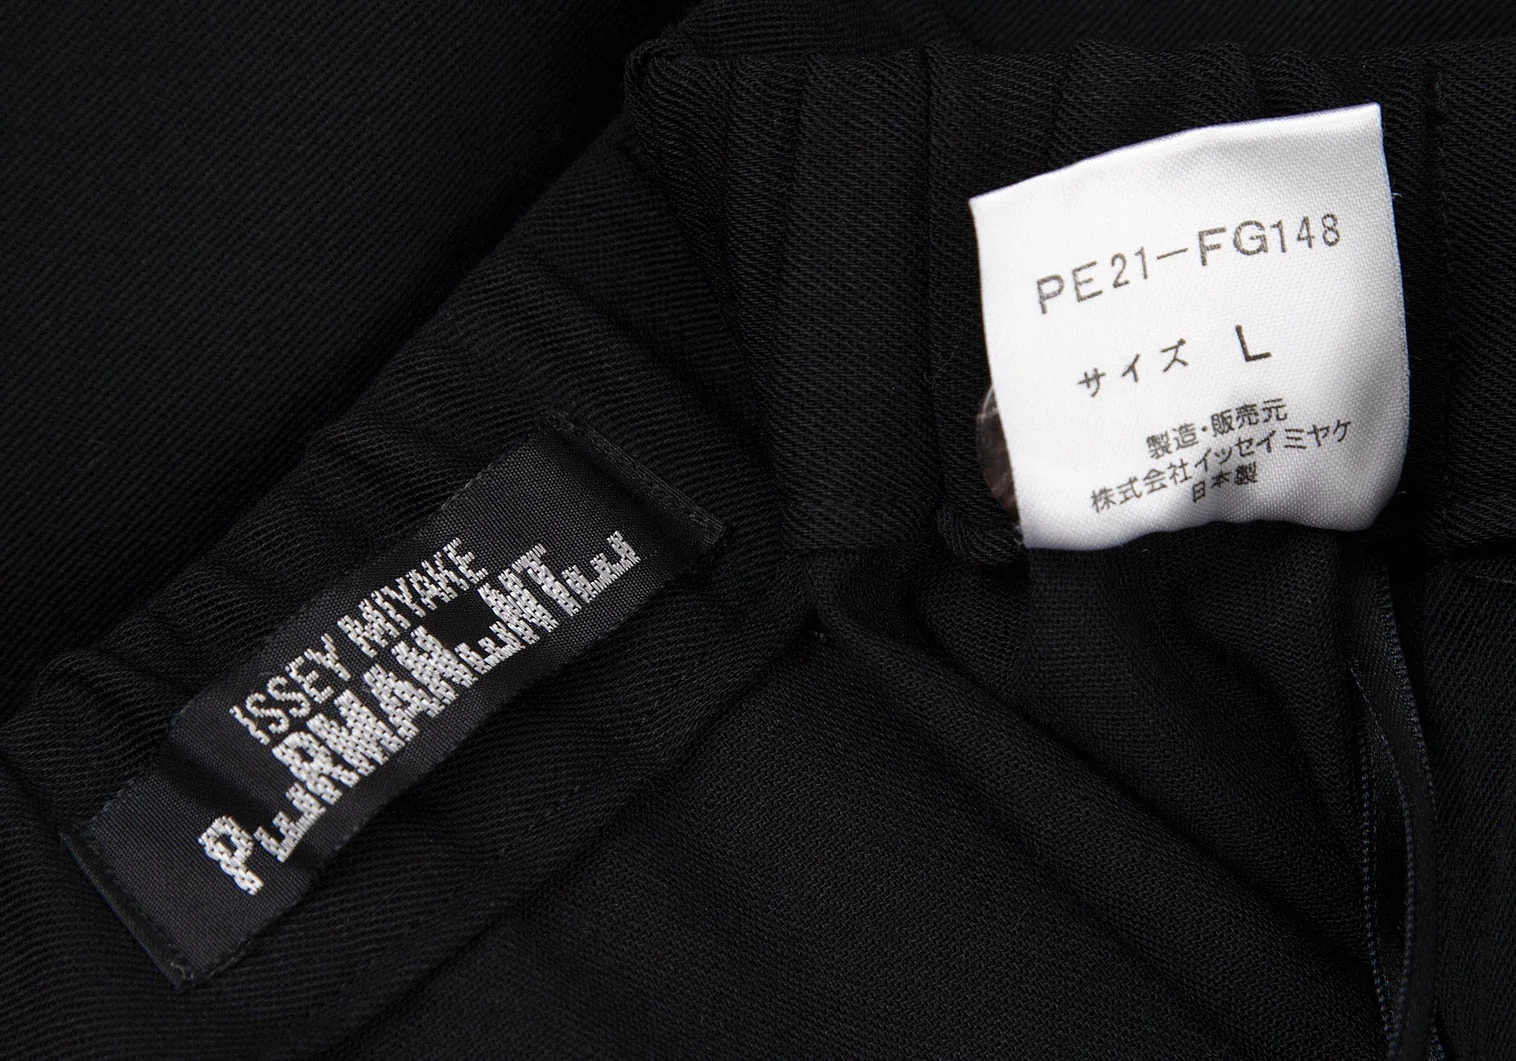 ISSEY MIYAKE
PERMANENTE
PE21-FG148
サイズ L
製造・販売元
株式会社イッセイミヤケ
日本製